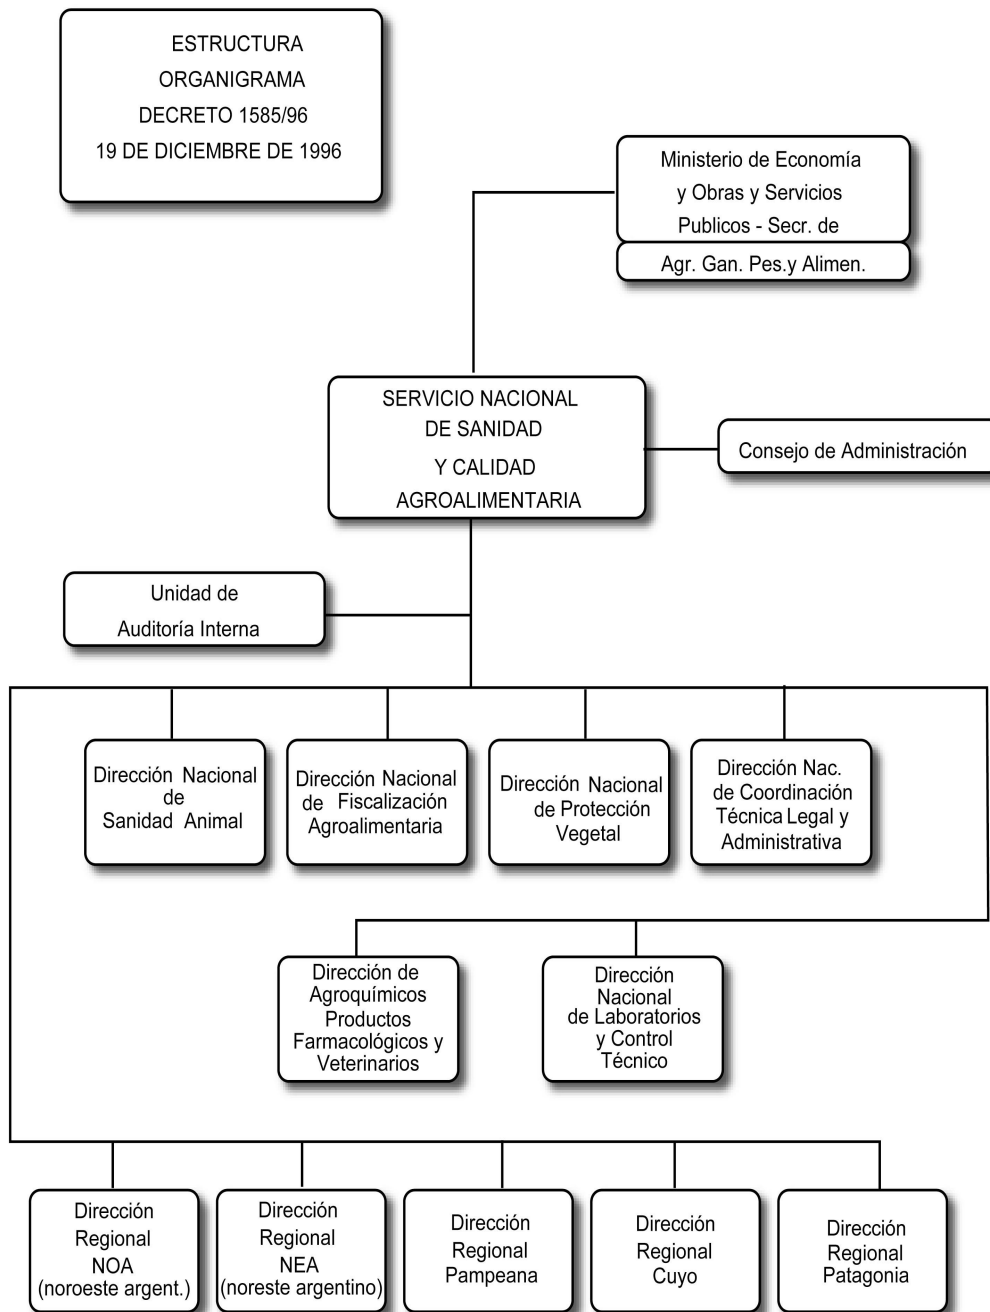 ESTRUCTURA
ORGANIGRAMA
DECRETO 1585/96
19 DE DICIEMBRE DE 1996
Ministerio de Economía
y Obras y Servicios
Publicos - Secr. de
Agr. Gan. Pes.y Alimen.
SERVICIO NACIONAL
DE SANIDAD
Y CALIDAD
AGROALIMENTARIA
Consejo de Administración
Unidad de
Auditoría Interna
Dirección Nacional
de
Sanidad Animal
Dirección Nacional
de Fiscalización
Agroalimentaria
Dirección Nacional
de Protección
Vegetal
Dirección Nac.
de Coordinación
Técnica Legal y
Administrativa
Dirección de
Agroquímicos
Productos
Farmacológicos y
Veterinarios
Dirección
Nacional
de Laboratorios
y Control
Técnico
Dirección
Regional
NOA
(noroeste argent.)
Dirección
Regional
NEA
(noreste argentino)
Dirección
Regional
Pampeana
Dirección
Regional
Cuyo
Dirección
Regional
Patagonia